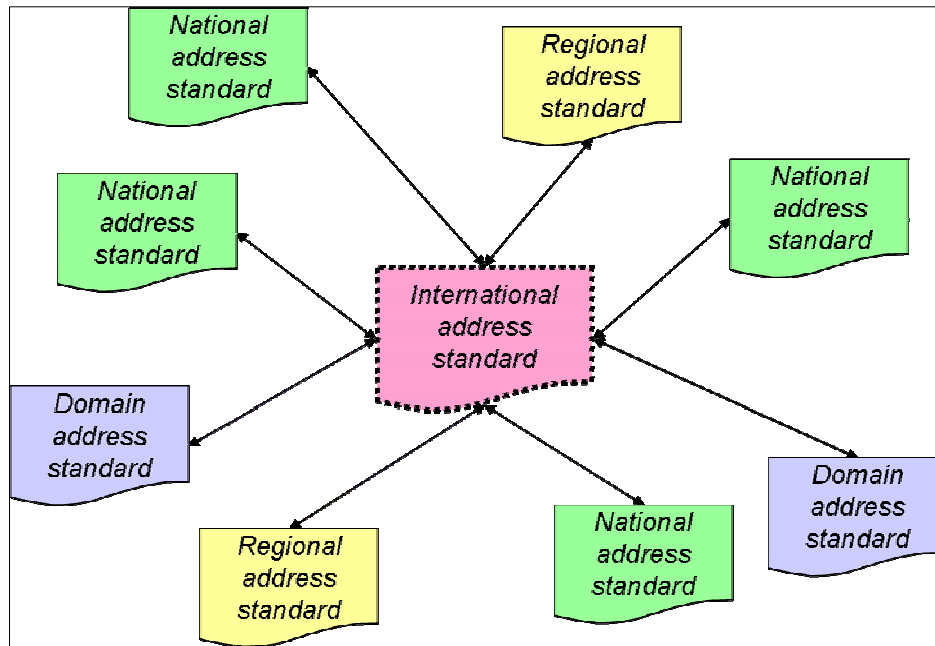 National
address
standard
Regional
address
standard
National
address
standard
National
address
standard
International
address
standard
Domain
address
standard
Domain
address
standard
Regional
address
standard
National
address
standard